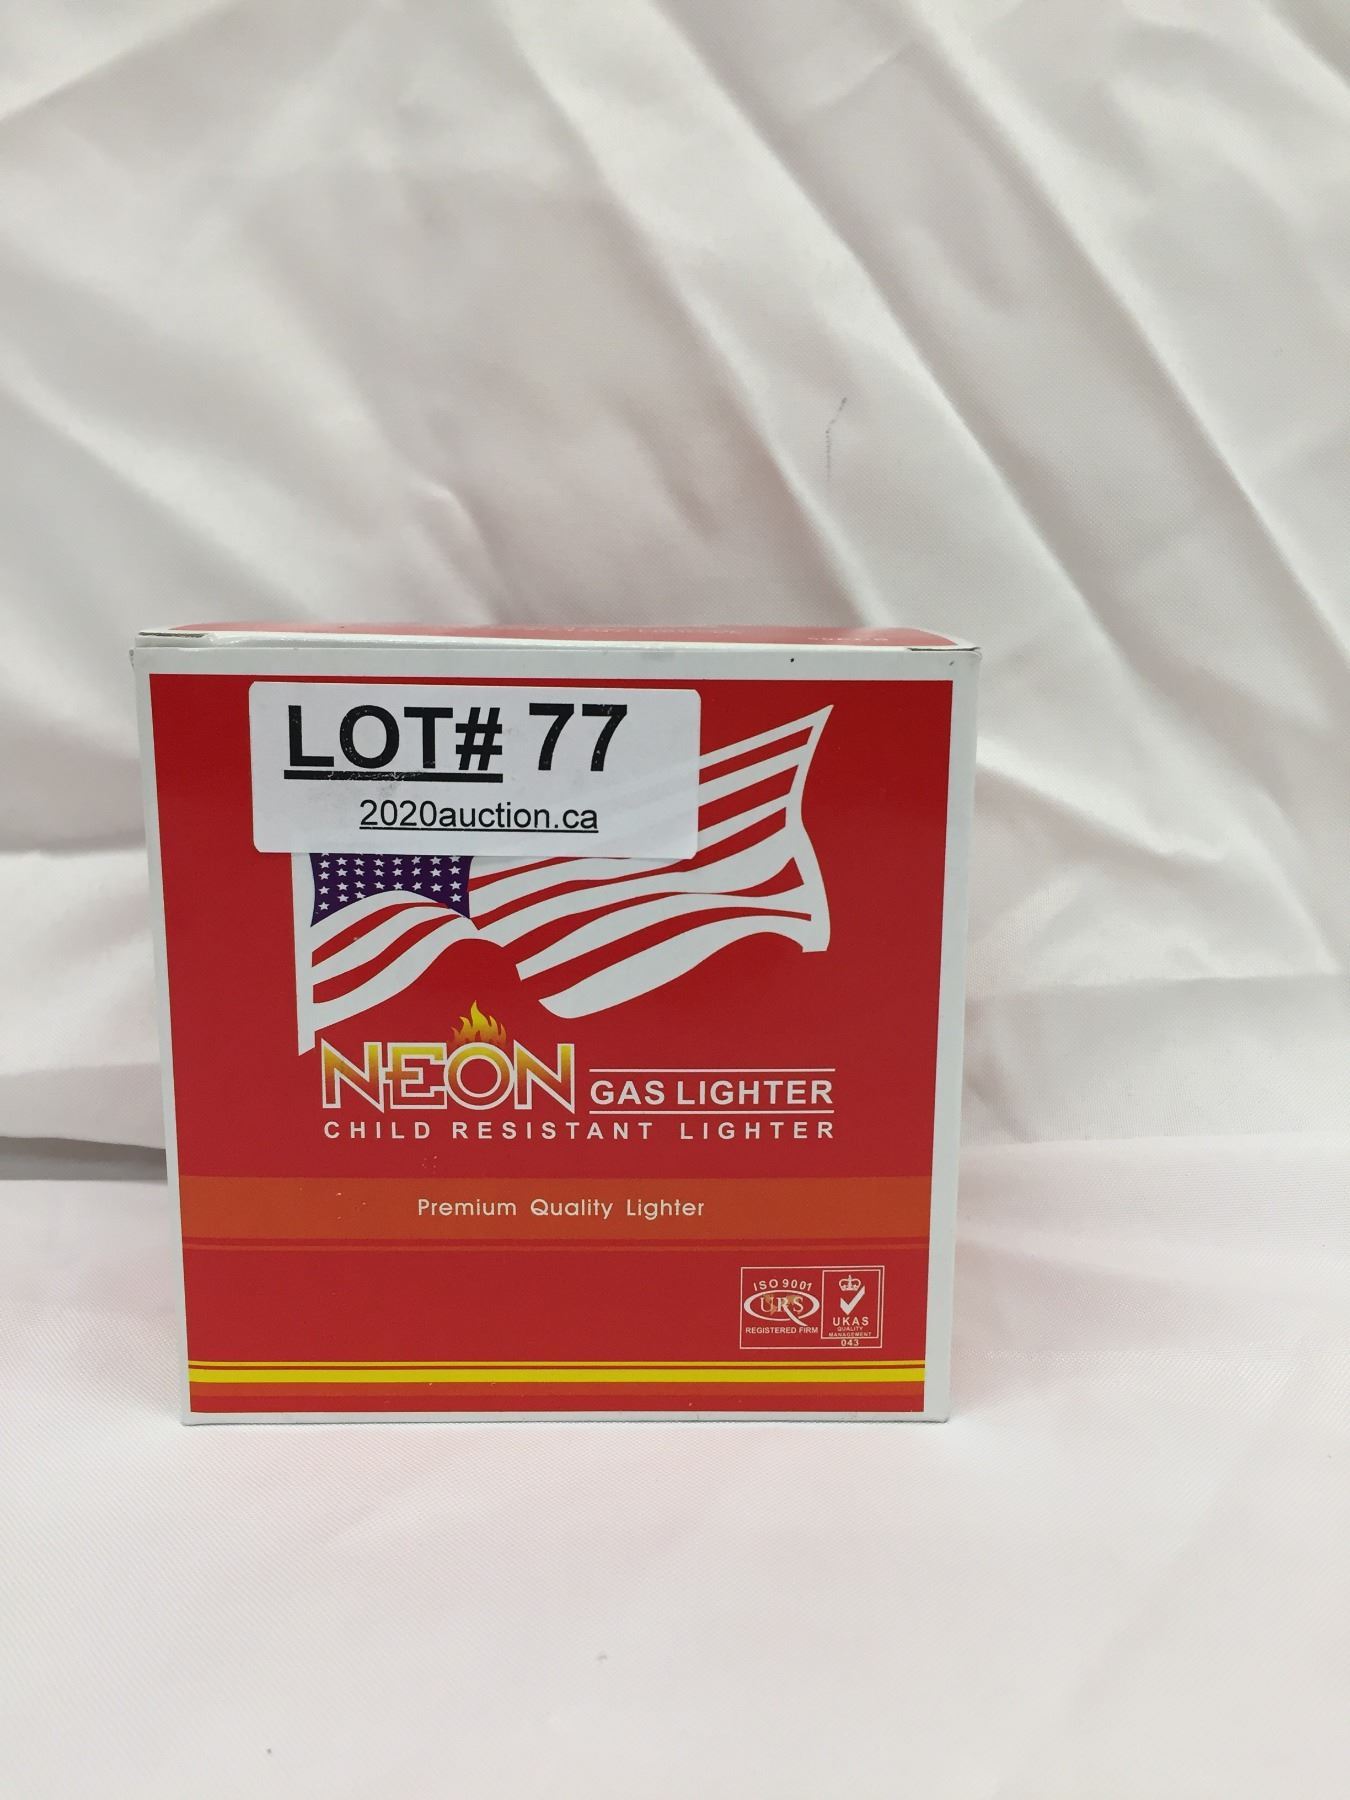 LOT# 77
2020auction.ca
NEON GAS LIGHTER
CHILD RESISTANT LIGHTER
Premium Quality Lighter
ISO 9001
URS
REGISTERED FIRM
UKAS
QUALITY
MANAGEMENT
043